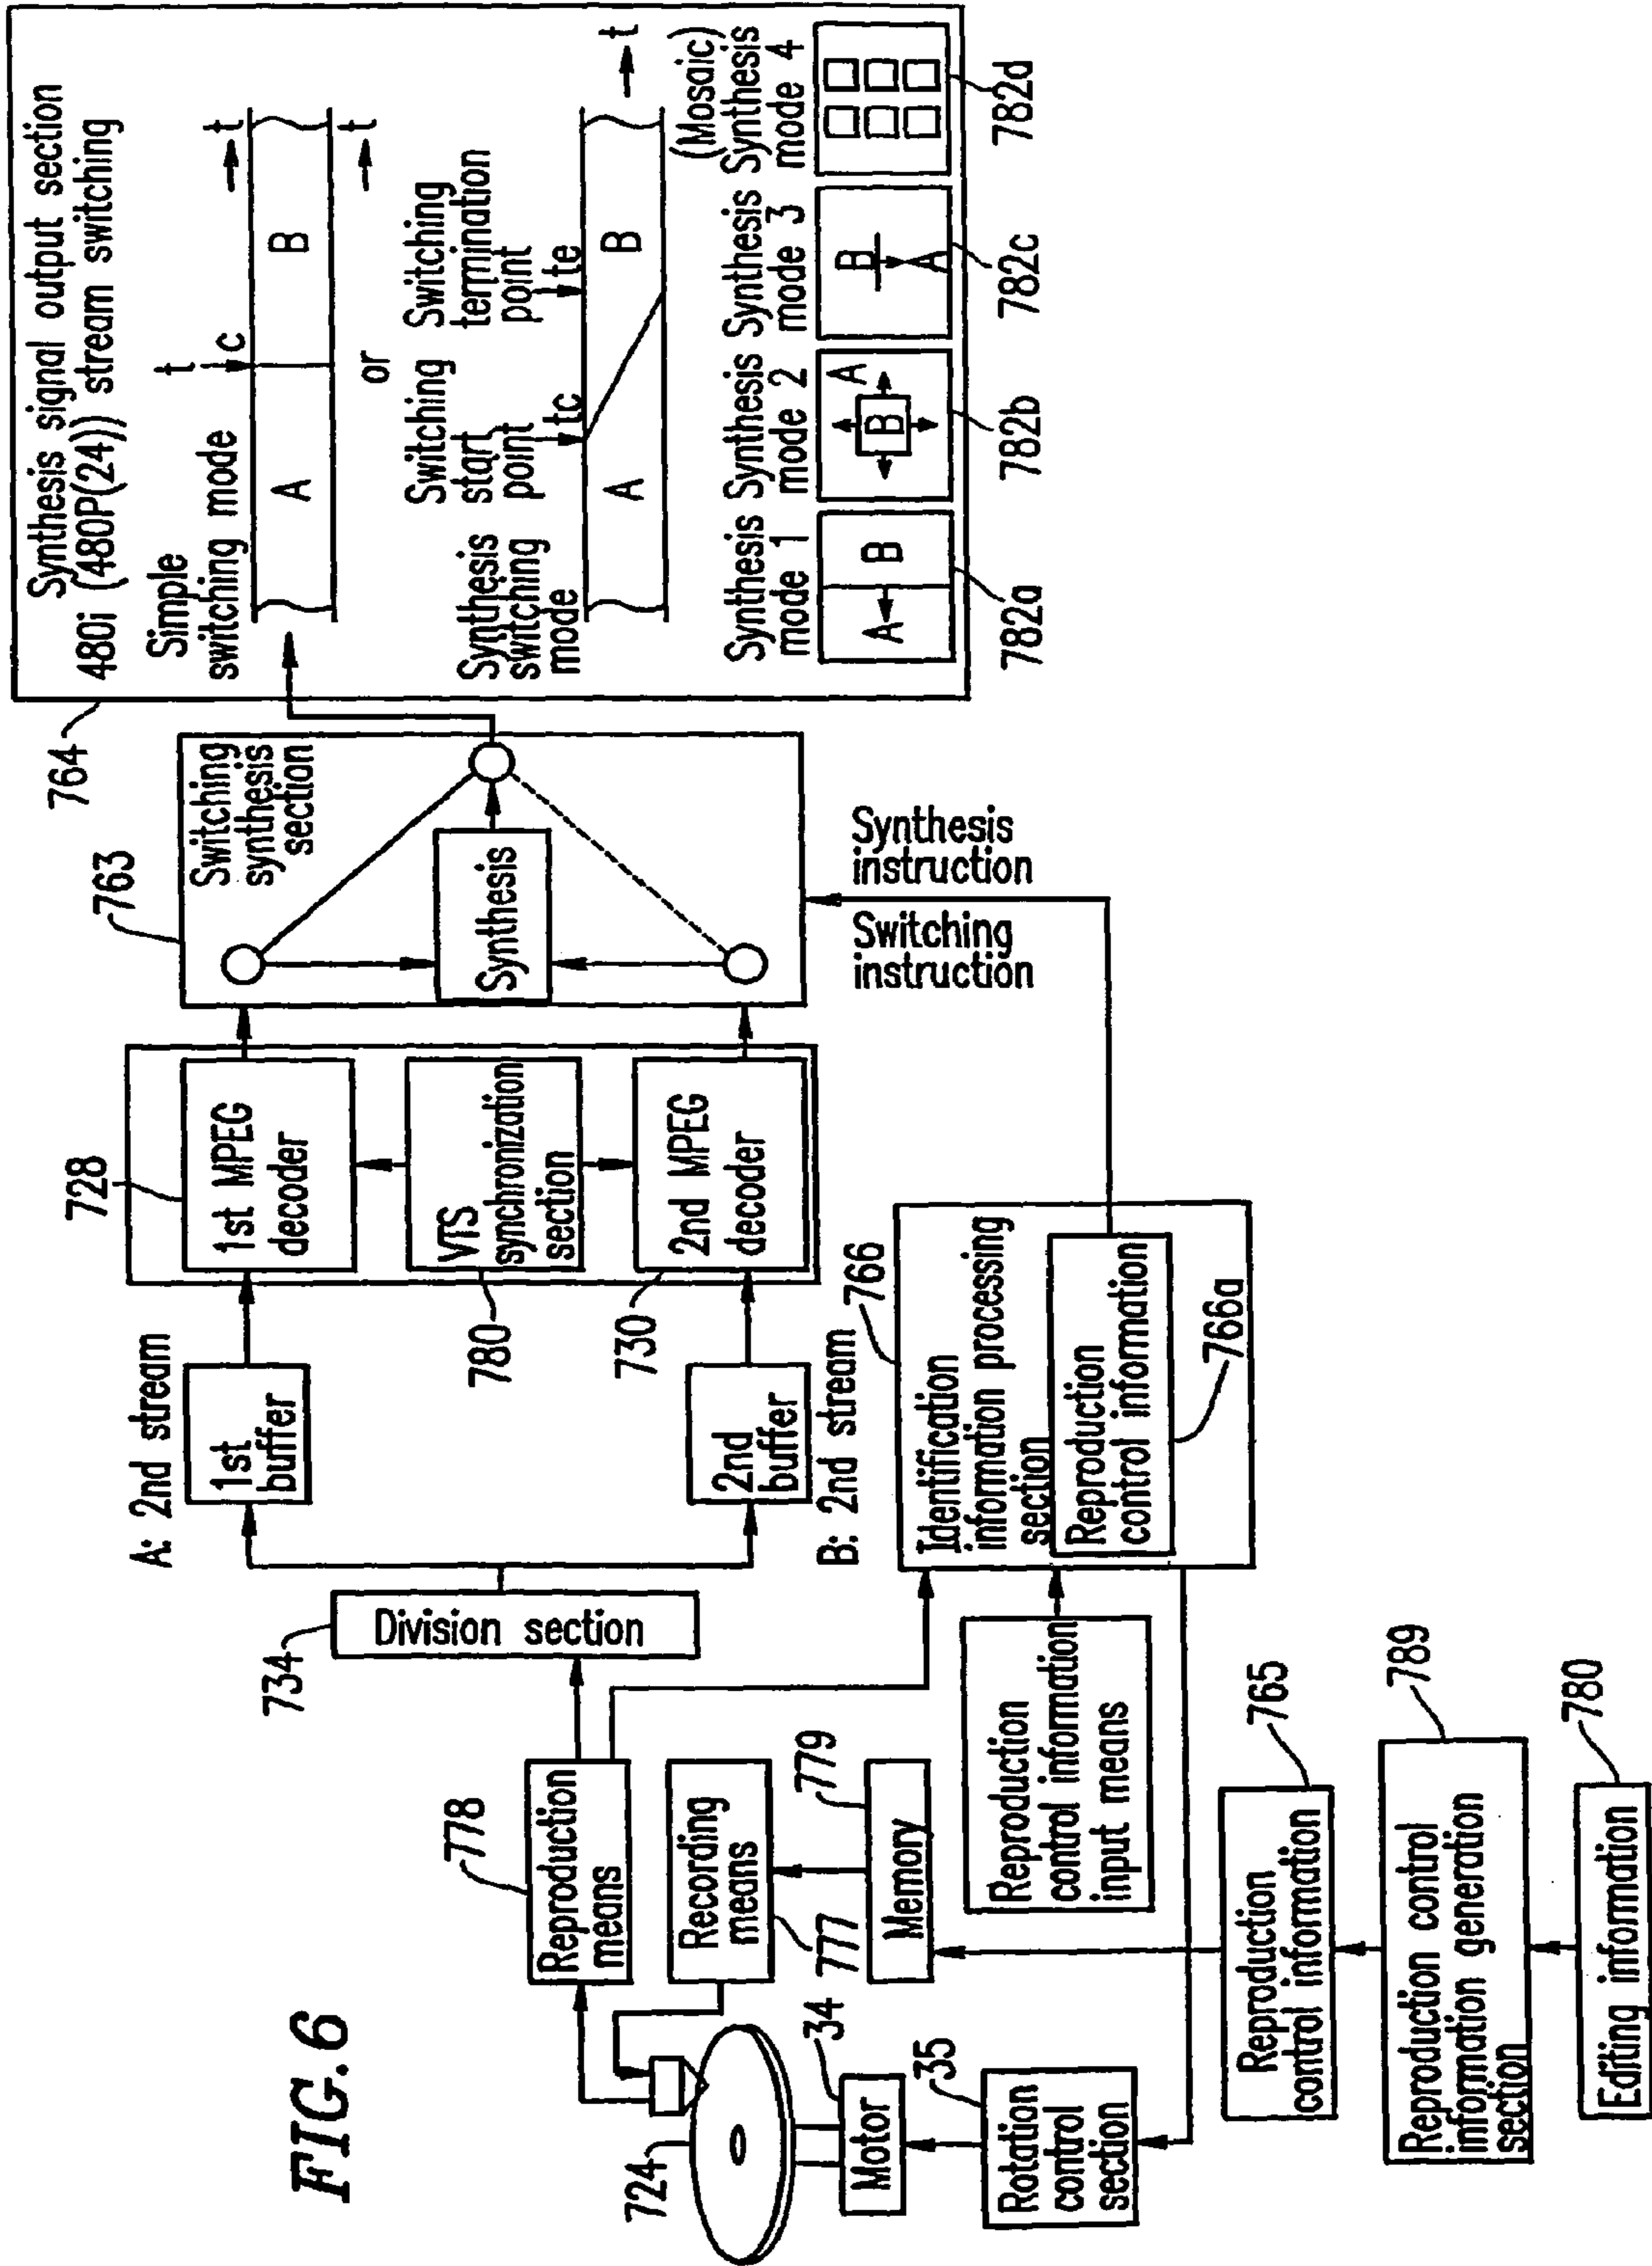 FIG.6
724
Motor
34
Rotation
control
section
35
778
Reproduction
means
Recording
means
777
779
Memory
Reproduction
control information
input means
Reproduction
control information
765
Reproduction control
information generation
section
789
Editing information
780
734
Division section
A: 2nd stream
1st
buffer
2nd
buffer
B: 2nd stream
728
1st MPEG
decoder
VTS
synchronization
section
780
2nd MPEG
decoder
730
766
Identification
information processing
section
Reproduction
control information
766a
763
Switching
synthesis
section
Synthesis
Switching
instruction
Synthesis
instruction
764
Synthesis signal output section
480i (480P(24)) stream switching
Simple
switching mode
t
c
t
A
B
t
or
Synthesis
switching
mode
Switching
start
point
tc
Switching
termination
point
te
A
B
t
Synthesis
mode 1
A
B
782a
Synthesis
mode 2
A
B
782b
Synthesis
mode 3
B
A
782c
(Mosaic)
Synthesis
mode 4
782d